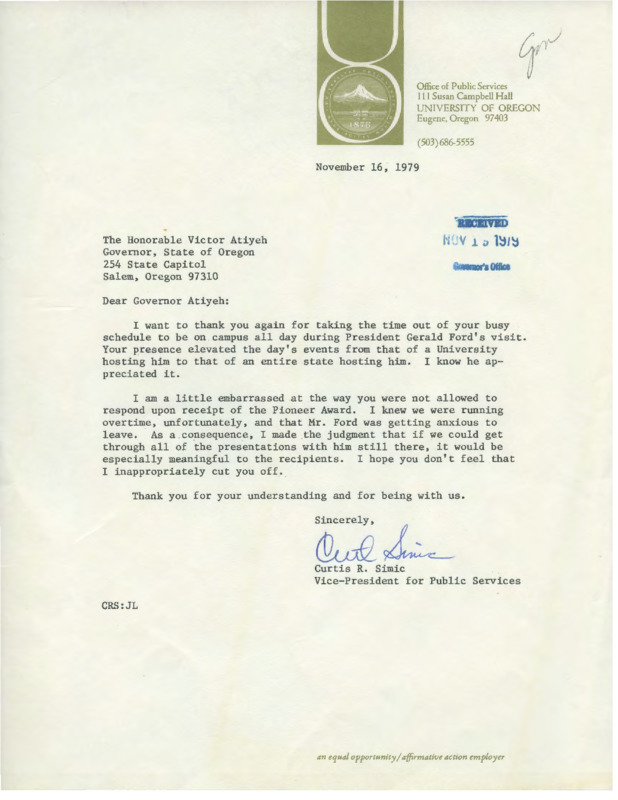 Gov
Office of Public Services
111 Susan Campbell Hall
UNIVERSITY OF OREGON
Eugene, Oregon 97403
(503) 686-5555
1876
November 16, 1979
RECEIVED
NOV 1 1979
Governor's Office
The Honorable Victor Atiyeh
Governor, State of Oregon
254 State Capitol
Salem, Oregon 97310
Dear Governor Atiyeh:
I want to thank you again for taking the time out of your busy
schedule to be on campus all day during President Gerald Ford's visit.
Your presence elevated the day's events from that of a University
hosting him to that of an entire state hosting him. I know he ap-
preciated it.
I am a little embarrassed at the way you were not allowed to
respond upon receipt of the Pioneer Award. I knew we were running
overtime, unfortunately, and that Mr. Ford was getting anxious to
leave. As a consequence, I made the judgment that if we could get
through all of the presentations with him still there, it would be
especially meaningful to the recipients. I hope you don't feel that
I inappropriately cut you off.
Thank you for your understanding and for being with us.
Sincerely,
Curt Simic
Curtis R. Simic
Vice-President for Public Services
CRS:JL
an equal opportunity/affirmative action employer